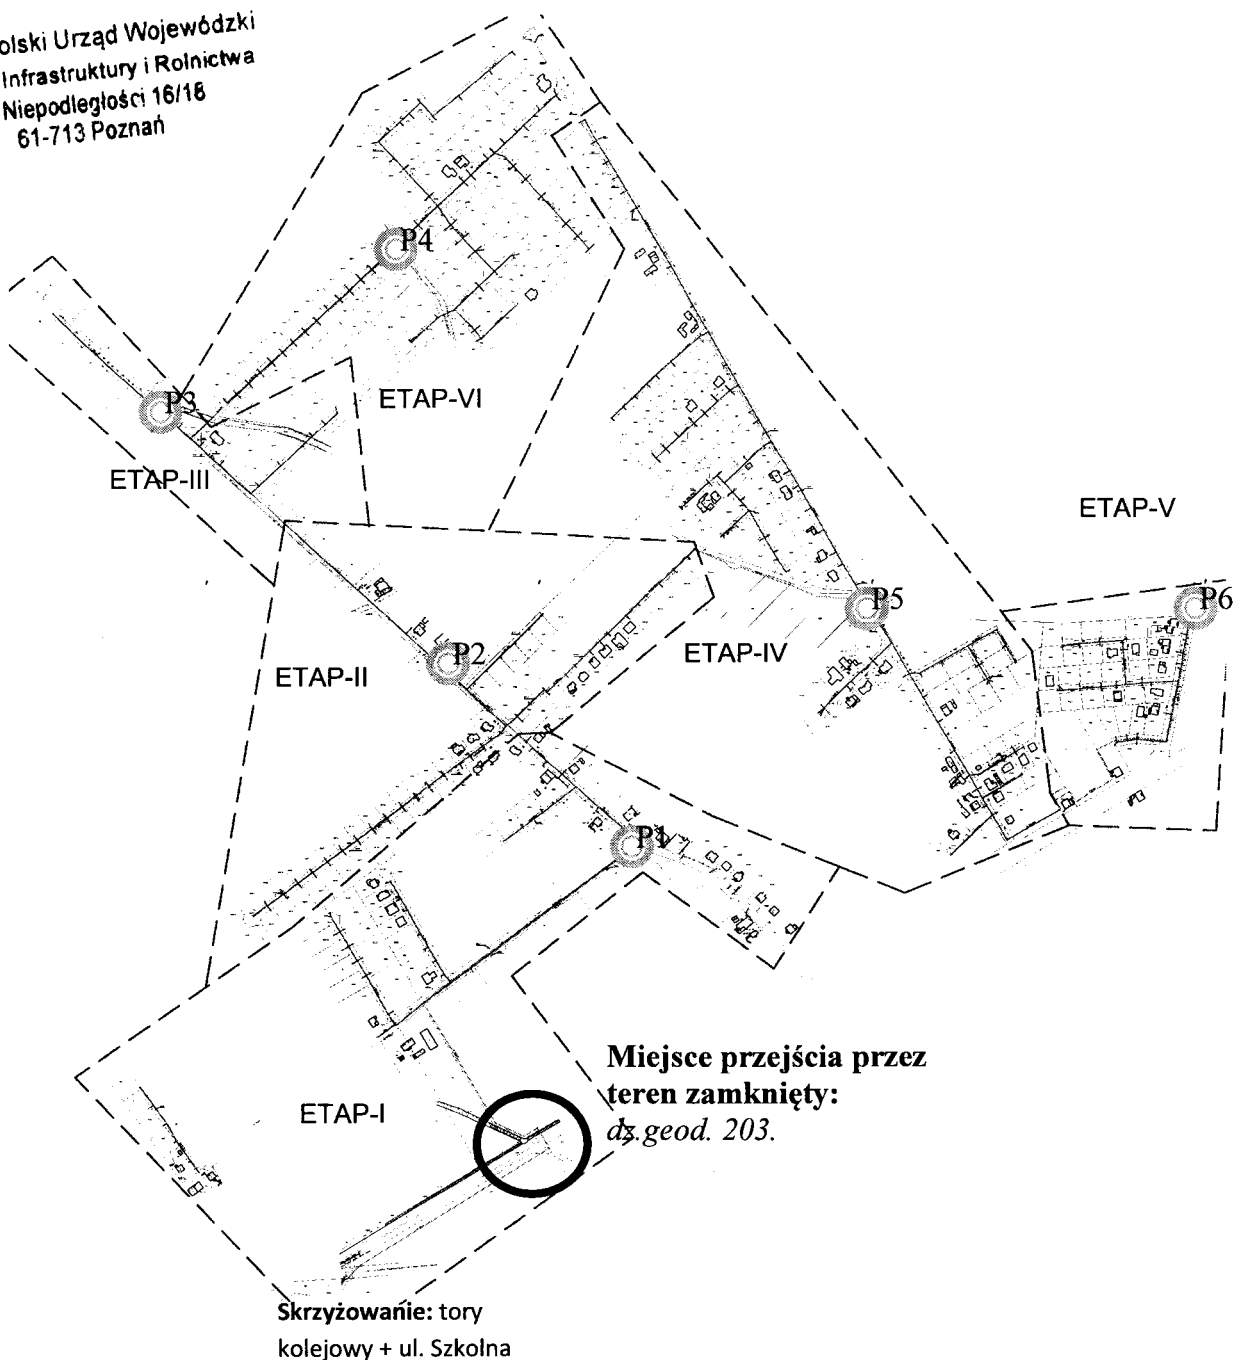 olski Urząd Wojewódzki
Infrastruktury i Rolnictwa
Niepodległości 16/18
61-713 Poznań
P4
P3
ETAP-VI
ETAP-III
ETAP-V
P5
P6
P2
ETAP-IV
ETAP-II
P1
Miejsce przejścia przez
teren zamknięty:
dz.geod. 203.
ETAP-I
Skrzyżowanie: tory
kolejowy + ul. Szkolna